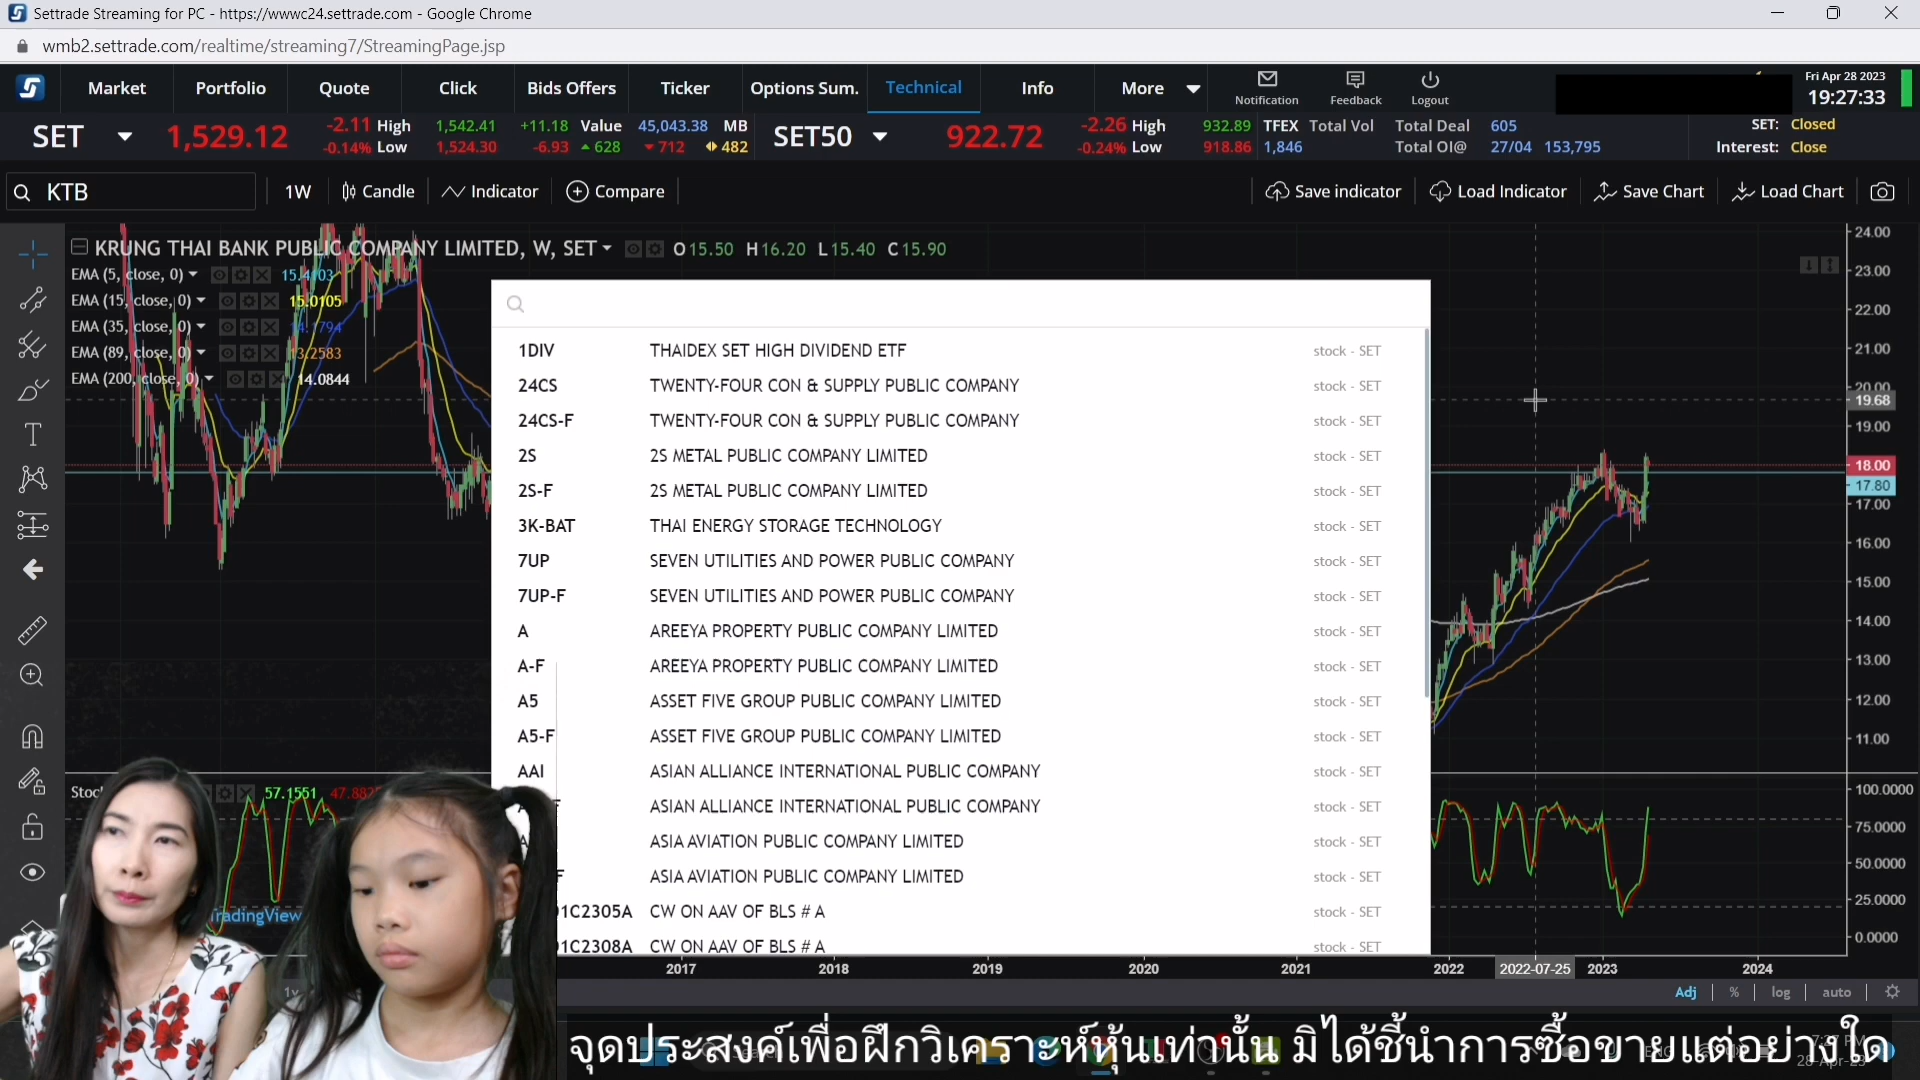 Settrade Streaming for PC - https://wwwc24.settrade.com - Google Chrome
wmb2.settrade.com/realtime/streaming7/StreamingPage.jsp
Market Portfolio Quote Click Bids Offers Ticker Options Sum. Technical Info More Notification Feedback Logout Fri Apr 28 2023 19:27:33
SET 1,529.12 -2.11 High 1,542.41 +11.18 Value 45,043.38 MB SET50 922.72 -2.26 High 932.89 TFEX Total Vol Total Deal 605 SET: Closed
-0.14% Low 1,524.30 -6.93 628 712 482 -0.24% Low 918.86 1,846 Total OI@ 27/04 153,795 Interest: Close
KTB 1W Candle Indicator Compare Save indicator Load Indicator Save Chart Load Chart
KRUNG THAI BANK PUBLIC COMPANY LIMITED, W, SET O15.50 H16.20 L15.40 C15.90
EMA (5, close, 0) 15.4103
EMA (15, close, 0) 15.0105
EMA (35, close, 0) 14.1794
EMA (89, close, 0) 13.2583
EMA (200, close, 0) 14.0844
1DIV THAIDEX SET HIGH DIVIDEND ETF stock - SET
24CS TWENTY-FOUR CON & SUPPLY PUBLIC COMPANY stock - SET
24CS-F TWENTY-FOUR CON & SUPPLY PUBLIC COMPANY stock - SET
2S 2S METAL PUBLIC COMPANY LIMITED stock - SET
2S-F 2S METAL PUBLIC COMPANY LIMITED stock - SET
3K-BAT THAI ENERGY STORAGE TECHNOLOGY stock - SET
7UP SEVEN UTILITIES AND POWER PUBLIC COMPANY stock - SET
7UP-F SEVEN UTILITIES AND POWER PUBLIC COMPANY stock - SET
A AREEYA PROPERTY PUBLIC COMPANY LIMITED stock - SET
A-F AREEYA PROPERTY PUBLIC COMPANY LIMITED stock - SET
A5 ASSET FIVE GROUP PUBLIC COMPANY LIMITED stock - SET
A5-F ASSET FIVE GROUP PUBLIC COMPANY LIMITED stock - SET
AAI ASIAN ALLIANCE INTERNATIONAL PUBLIC COMPANY stock - SET
ASIAN ALLIANCE INTERNATIONAL PUBLIC COMPANY stock - SET
ASIA AVIATION PUBLIC COMPANY LIMITED stock - SET
ASIA AVIATION PUBLIC COMPANY LIMITED stock - SET
1C2305A CW ON AAV OF BLS # A stock - SET
1C2308A CW ON AAV OF BLS # A stock - SET
24.00
23.00
22.00
21.00
20.00
19.68
19.00
18.00
17.80
17.00
16.00
15.00
14.00
13.00
12.00
11.00
57.1551
100.0000
75.0000
50.0000
25.0000
0.0000
TradingView
2017 2018 2019 2020 2021 2022 2022-07-25 2023 2024
Adj % log auto
จุดประสงค์เพื่อฝึกวิเคราะห์หุ้นเท่านั้น มิได้ชี้นำการซื้อขายแต่อย่างใด